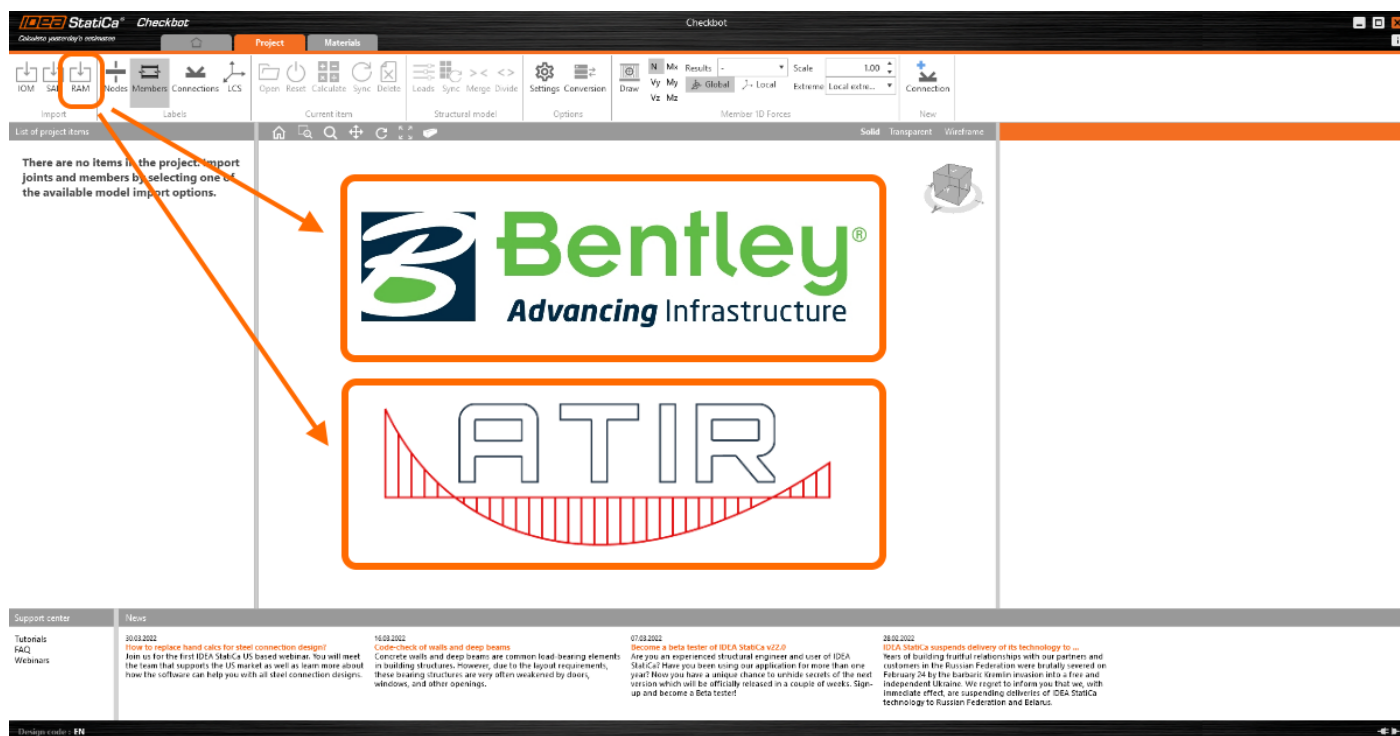 IDEA StatiCa® Checkbot
Calculate yesterday's estimates
Checkbot
Project Materials
IOM SAF RAM Nodes Members Connections LCS Open Reset Calculate Sync Delete Loads Sync Merge Divide Settings Conversion Draw
N Mx Results - Scale 1.00
Vy My Global Local Extreme Local extre...
Vz Mz
Connection
Import Labels Current item Structural model Options Member 1D Forces New
List of project items
Solid Transparent Wireframe
There are no items in the project. Import
joints and members by selecting one of
the available model import options.
Bentley®
Advancing Infrastructure
ATIR
Support center
Tutorials
FAQ
Webinars
News
30.03.2022
How to replace hand calcs for steel connection design?
Join us for the first IDEA StatiCa US based webinar. You will meet
the team that supports the US market as well as learn more about
how the software can help you with all steel connection designs.
16.03.2022
Code-check of walls and deep beams
Concrete walls and deep beams are common load-bearing elements
in building structures. However, due to the layout requirements,
these bearing structures are very often weakened by doors,
windows, and other openings.
07.03.2022
Become a beta tester of IDEA StatiCa v22.0
Are you an experienced structural engineer and user of IDEA
StatiCa? Have you been using our application for more than one
year? Now you have a unique chance to unhide secrets of the next
version which will be officially released in a couple of weeks. Sign-
up and become a Beta tester!
28.02.2022
IDEA StatiCa suspends delivery of its technology to ...
Years of building fruitful relationships with our partners and
customers in the Russian Federation were brutally severed on
February 24 by the barbaric Kremlin invasion into a free and
independent Ukraine. We regret to inform you that we, with
immediate effect, are suspending deliveries of IDEA StatiCa
technology to Russian Federation and Belarus.
Design code : EN